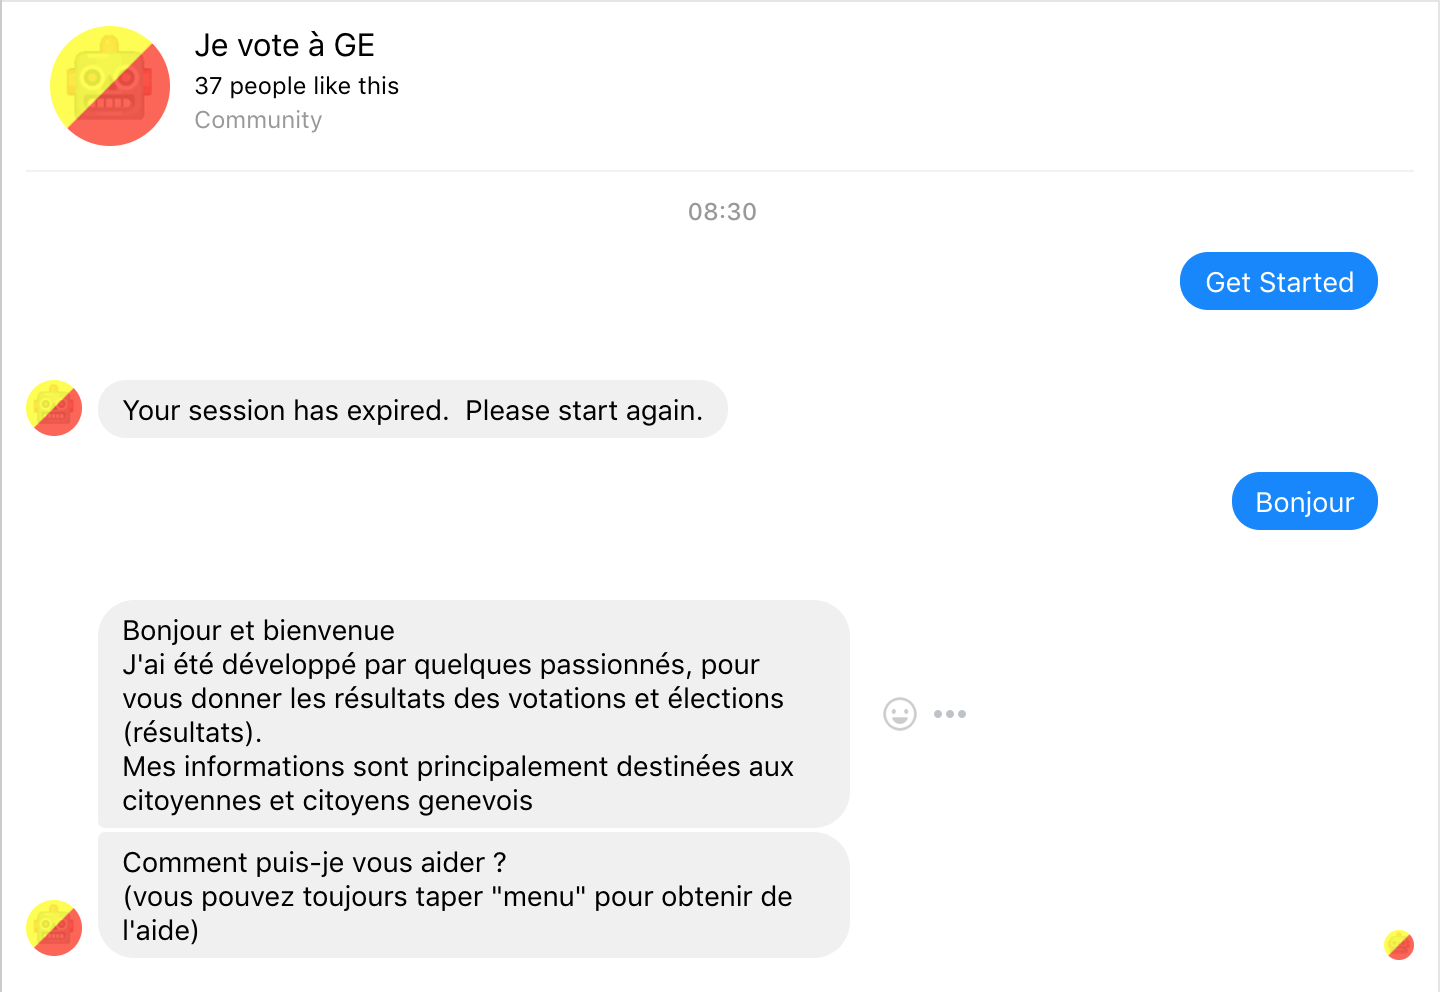 Je vote à GE
37 people like this
Community
08:30
Get Started
Your session has expired.  Please start again.
Bonjour
Bonjour et bienvenue
J'ai été développé par quelques passionnés, pour
vous donner les résultats des votations et élections
(résultats).
Mes informations sont principalement destinées aux
citoyennes et citoyens genevois
Comment puis-je vous aider ?
(vous pouvez toujours taper "menu" pour obtenir de
l'aide)